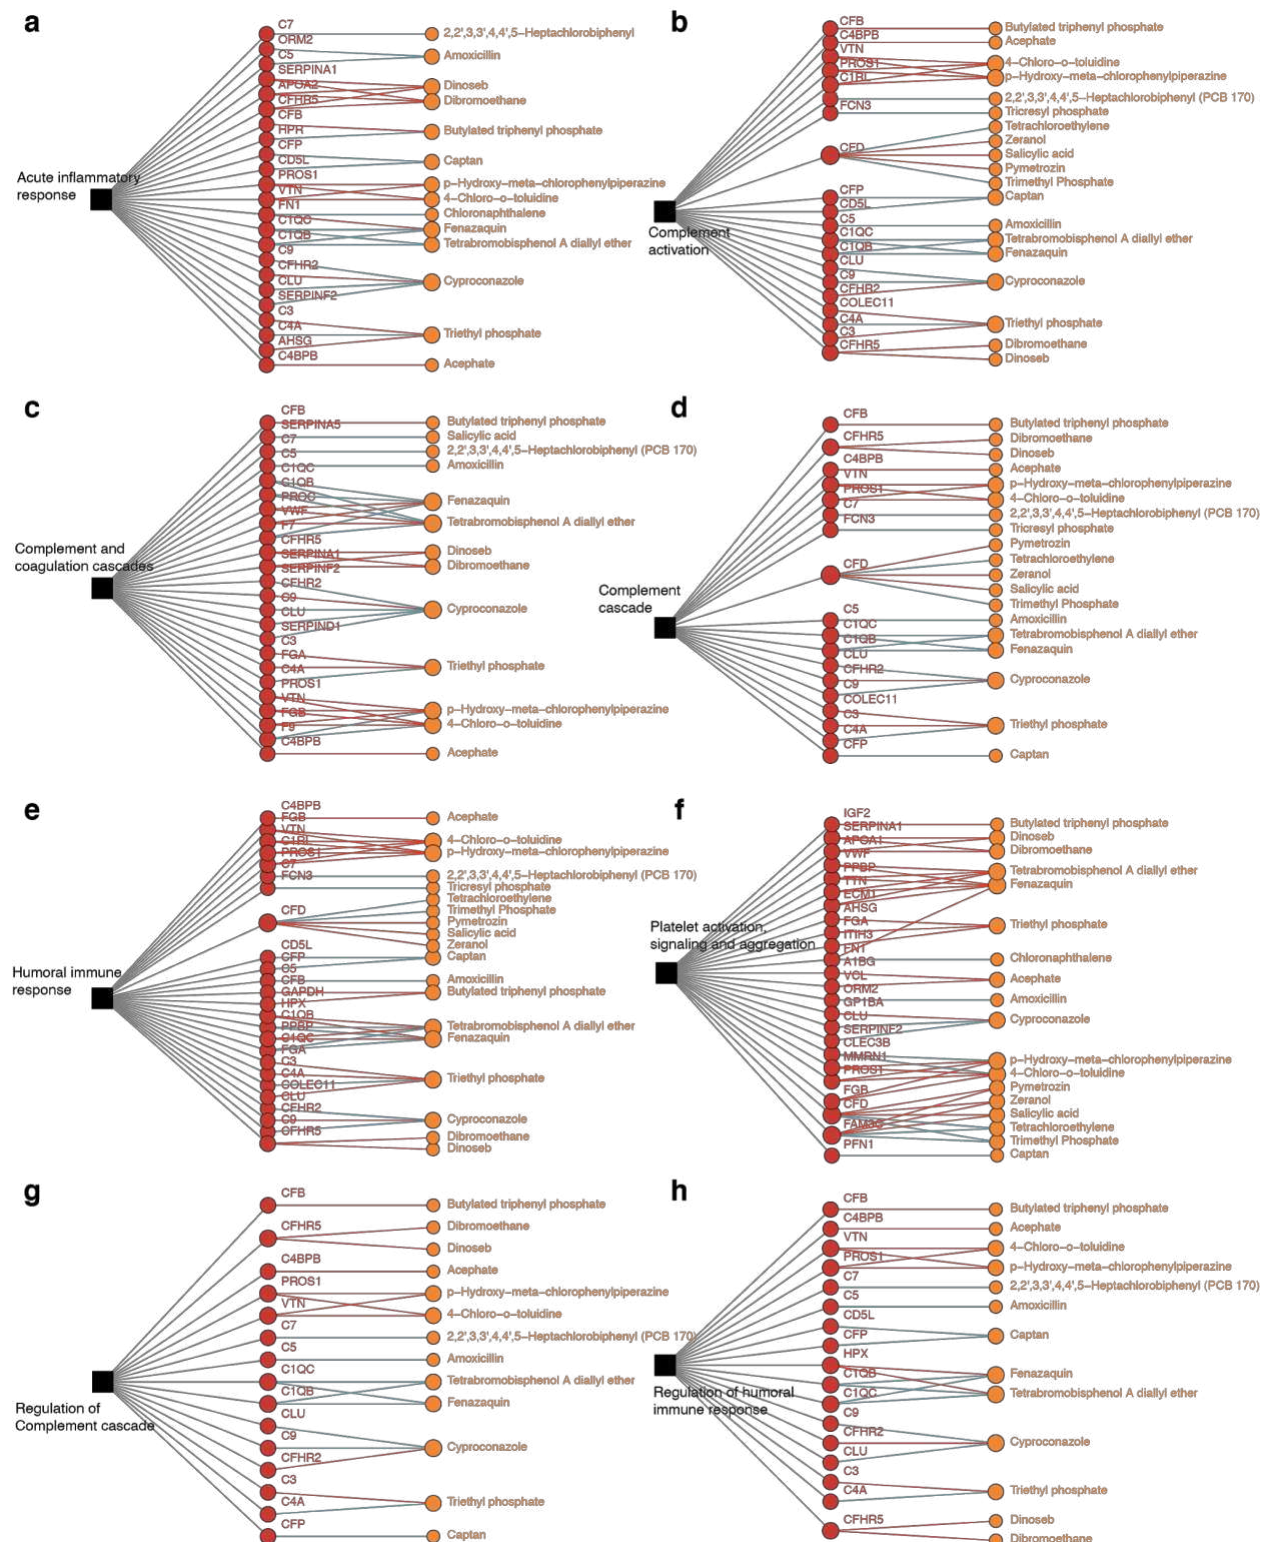 a
C7
ORM2
C5
SERPINA1
APOA2
CFHR5
CFB
HPR
CFP
CD5L
PROS1
VTN
FN1
C1QC
C1QB
C9
CFHR2
CLU
SERPINF2
C3
C4A
AHSG
C4BPB
Acute inflammatory
response
2,2',3,3',4,4',5-Heptachlorobiphenyl
Amoxicillin
Dinoseb
Dibromoethane
Butylated triphenyl phosphate
Captan
p-Hydroxy-meta-chlorophenylpiperazine
4-Chloro-o-toluidine
Chloronaphthalene
Fenazaquin
Tetrabromobisphenol A diallyl ether
Cyproconazole
Triethyl phosphate
Acephate
b
CFB
C4BPB
VTN
PROS1
C1RL
FCN3
CFD
CFP
CD5L
C5
C1QC
C1QB
CLU
C9
CFHR2
COLEC11
C4A
C3
CFHR5
Complement
activation
Butylated triphenyl phosphate
Acephate
4-Chloro-o-toluidine
p-Hydroxy-meta-chlorophenylpiperazine
2,2',3,3',4,4',5-Heptachlorobiphenyl (PCB 170)
Tricresyl phosphate
Tetrachloroethylene
Zeranol
Salicylic acid
Pymetrozin
Trimethyl Phosphate
Captan
Amoxicillin
Tetrabromobisphenol A diallyl ether
Fenazaquin
Cyproconazole
Triethyl phosphate
Dibromoethane
Dinoseb
c
CFB
SERPINA5
C7
C5
C1QC
C1QB
PROC
VWF
F7
CFHR5
SERPINA1
SERPINF2
CFHR2
C9
CLU
SERPIND1
C3
FGA
C4A
PROS1
VTN
FGB
F9
C4BPB
Complement and
coagulation cascades
Butylated triphenyl phosphate
Salicylic acid
2,2',3,3',4,4',5-Heptachlorobiphenyl (PCB 170)
Amoxicillin
Fenazaquin
Tetrabromobisphenol A diallyl ether
Dinoseb
Dibromoethane
Cyproconazole
Triethyl phosphate
p-Hydroxy-meta-chlorophenylpiperazine
4-Chloro-o-toluidine
Acephate
d
CFB
CFHR5
C4BPB
VTN
PROS1
C7
FCN3
CFD
C5
C1QC
C1QB
CLU
CFHR2
C9
COLEC11
C3
C4A
CFP
Complement
cascade
Butylated triphenyl phosphate
Dibromoethane
Dinoseb
Acephate
p-Hydroxy-meta-chlorophenylpiperazine
4-Chloro-o-toluidine
2,2',3,3',4,4',5-Heptachlorobiphenyl (PCB 170)
Tricresyl phosphate
Pymetrozin
Tetrachloroethylene
Zeranol
Salicylic acid
Trimethyl Phosphate
Amoxicillin
Tetrabromobisphenol A diallyl ether
Fenazaquin
Cyproconazole
Triethyl phosphate
Captan
e
C4BPB
FGB
VTN
C1RL
PROS1
C7
FCN3
CFD
CD5L
CFP
C5
CFB
GAPDH
HPX
C1QB
PPBP
C1QC
FGA
C3
C4A
COLEC11
CLU
CFHR2
C9
CFHR5
Humoral immune
response
Acephate
4-Chloro-o-toluidine
p-Hydroxy-meta-chlorophenylpiperazine
2,2',3,3',4,4',5-Heptachlorobiphenyl (PCB 170)
Tricresyl phosphate
Tetrachloroethylene
Trimethyl Phosphate
Pymetrozin
Salicylic acid
Zeranol
Captan
Amoxicillin
Butylated triphenyl phosphate
Tetrabromobisphenol A diallyl ether
Fenazaquin
Triethyl phosphate
Cyproconazole
Dibromoethane
Dinoseb
f
IGF2
SERPINA1
APOA1
VWF
PPBP
TTN
ECM1
AHSG
FGA
ITIH3
FN1
A1BG
VCL
ORM2
GP1BA
CLU
SERPINF2
CLEC3B
MMRN1
PROS1
FGB
CFD
FAM3C
PFN1
Platelet activation,
signaling and aggregation
Butylated triphenyl phosphate
Dinoseb
Dibromoethane
Tetrabromobisphenol A diallyl ether
Fenazaquin
Triethyl phosphate
Chloronaphthalene
Acephate
Amoxicillin
Cyproconazole
p-Hydroxy-meta-chlorophenylpiperazine
4-Chloro-o-toluidine
Pymetrozin
Zeranol
Salicylic acid
Tetrachloroethylene
Trimethyl Phosphate
Captan
g
CFB
CFHR5
C4BPB
PROS1
VTN
C7
C5
C1QC
C1QB
CLU
C9
CFHR2
C3
C4A
CFP
Regulation of
Complement cascade
Butylated triphenyl phosphate
Dibromoethane
Dinoseb
Acephate
p-Hydroxy-meta-chlorophenylpiperazine
4-Chloro-o-toluidine
2,2',3,3',4,4',5-Heptachlorobiphenyl (PCB 170)
Amoxicillin
Tetrabromobisphenol A diallyl ether
Fenazaquin
Cyproconazole
Triethyl phosphate
Captan
h
CFB
C4BPB
VTN
PROS1
C7
C5
CD5L
CFP
HPX
C1QB
C1QC
C9
CFHR2
CLU
C3
C4A
CFHR5
Regulation of humoral
immune response
Butylated triphenyl phosphate
Acephate
4-Chloro-o-toluidine
p-Hydroxy-meta-chlorophenylpiperazine
2,2',3,3',4,4',5-Heptachlorobiphenyl (PCB 170)
Amoxicillin
Captan
Fenazaquin
Tetrabromobisphenol A diallyl ether
Cyproconazole
Triethyl phosphate
Dinoseb
Dibromoethane